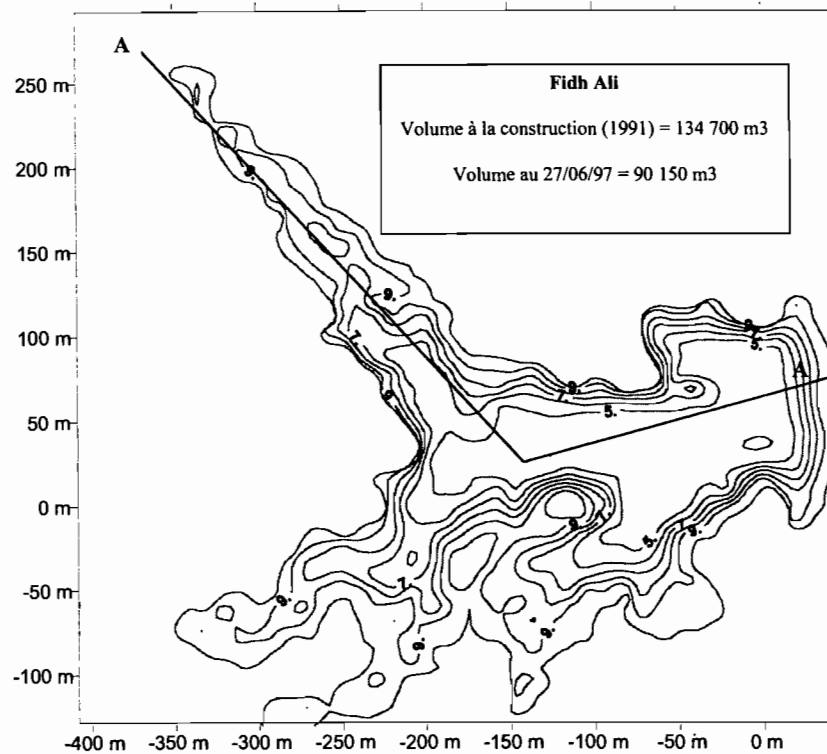 A
Fidh Ali
Volume à la construction (1991) = 134 700 m3
Volume au 27/06/97 = 90 150 m3
250 m
200 m
150 m
100 m
50 m
0 m
-50 m
-100 m
9.
9.
7.
9.
7.
5.
9.
7.
5.
A
9.
7.
5.
7.
9.
7.
9.
9.
9.
-400 m -350 m -300 m -250 m -200 m -150 m -100 m -50 m 0 m